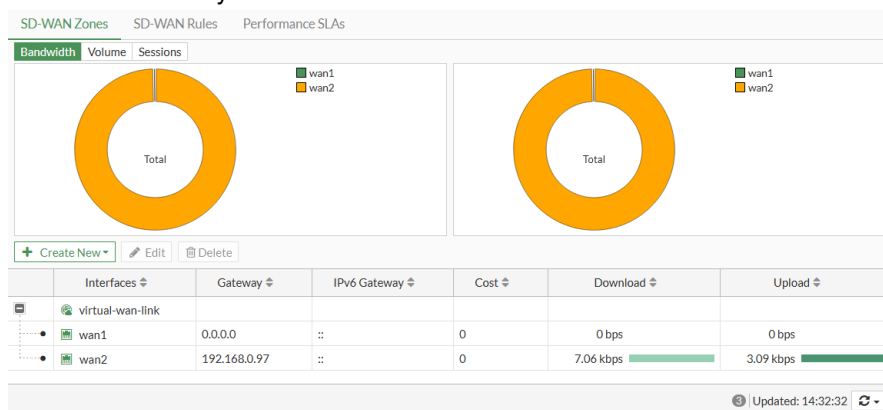 SD-WAN Zones SD-WAN Rules Performance SLAs
Bandwidth Volume Sessions
wan1
wan2
Total
wan1
wan2
Total
Create New Edit Delete
Interfaces Gateway IPv6 Gateway Cost Download Upload
virtual-wan-link
wan1 0.0.0.0 :: 0 0 bps 0 bps
wan2 192.168.0.97 :: 0 7.06 kbps 3.09 kbps
3 Updated: 14:32:32